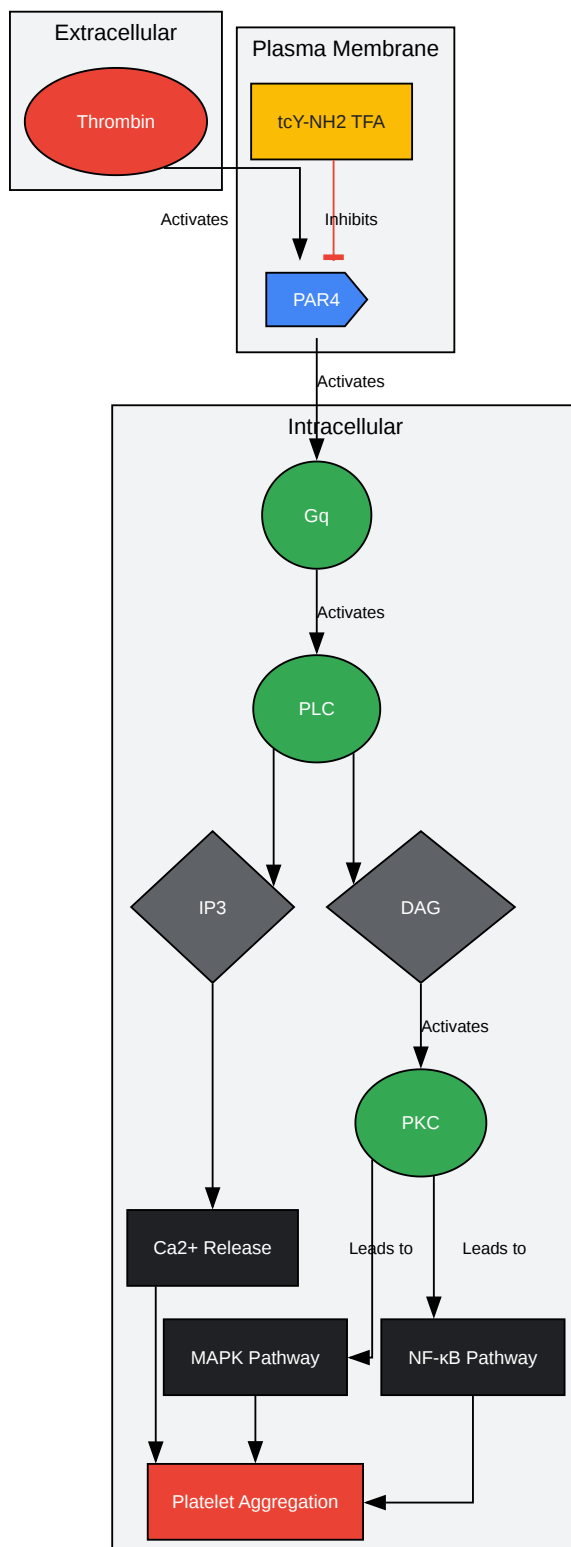 Extracellular
Plasma Membrane
Thrombin
tcY-NH2 TFA
Activates
Inhibits
PAR4
Activates
Intracellular
Gq
Activates
PLC
IP3
DAG
Activates
PKC
Ca2+ Release
Leads to
Leads to
MAPK Pathway
NF-κB Pathway
Platelet Aggregation